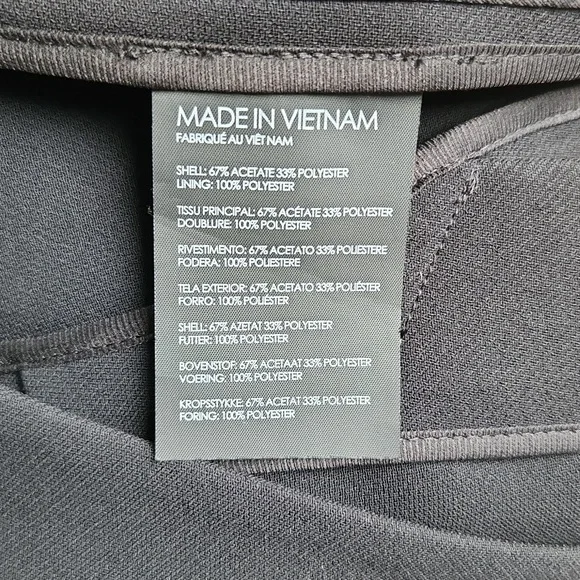 MADE IN VIETNAM
FABRIQUÉ AU VIÊT NAM
SHELL: 67% ACETATE 33% POLYESTER
LINING: 100% POLYESTER
TISSU PRINCIPAL: 67% ACÉTATE 33% POLYESTER
DOUBLURE: 100% POLYESTER
RIVESTIMENTO: 67% ACETATO 33% POLIESTERE
FODERA: 100% POLIESTERE
TELA EXTERIOR: 67% ACETATO 33% POLIÉSTER
FORRO: 100% POLIÉSTER
SHELL: 67% AZETAT 33% POLYESTER
FUTTER: 100% POLYESTER
BOVENSTOF: 67% ACETAAT 33% POLYESTER
VOERING: 100% POLYESTER
KROPSSTYKKE: 67% ACETAT 33% POLYESTER
FORING: 100% POLYESTER